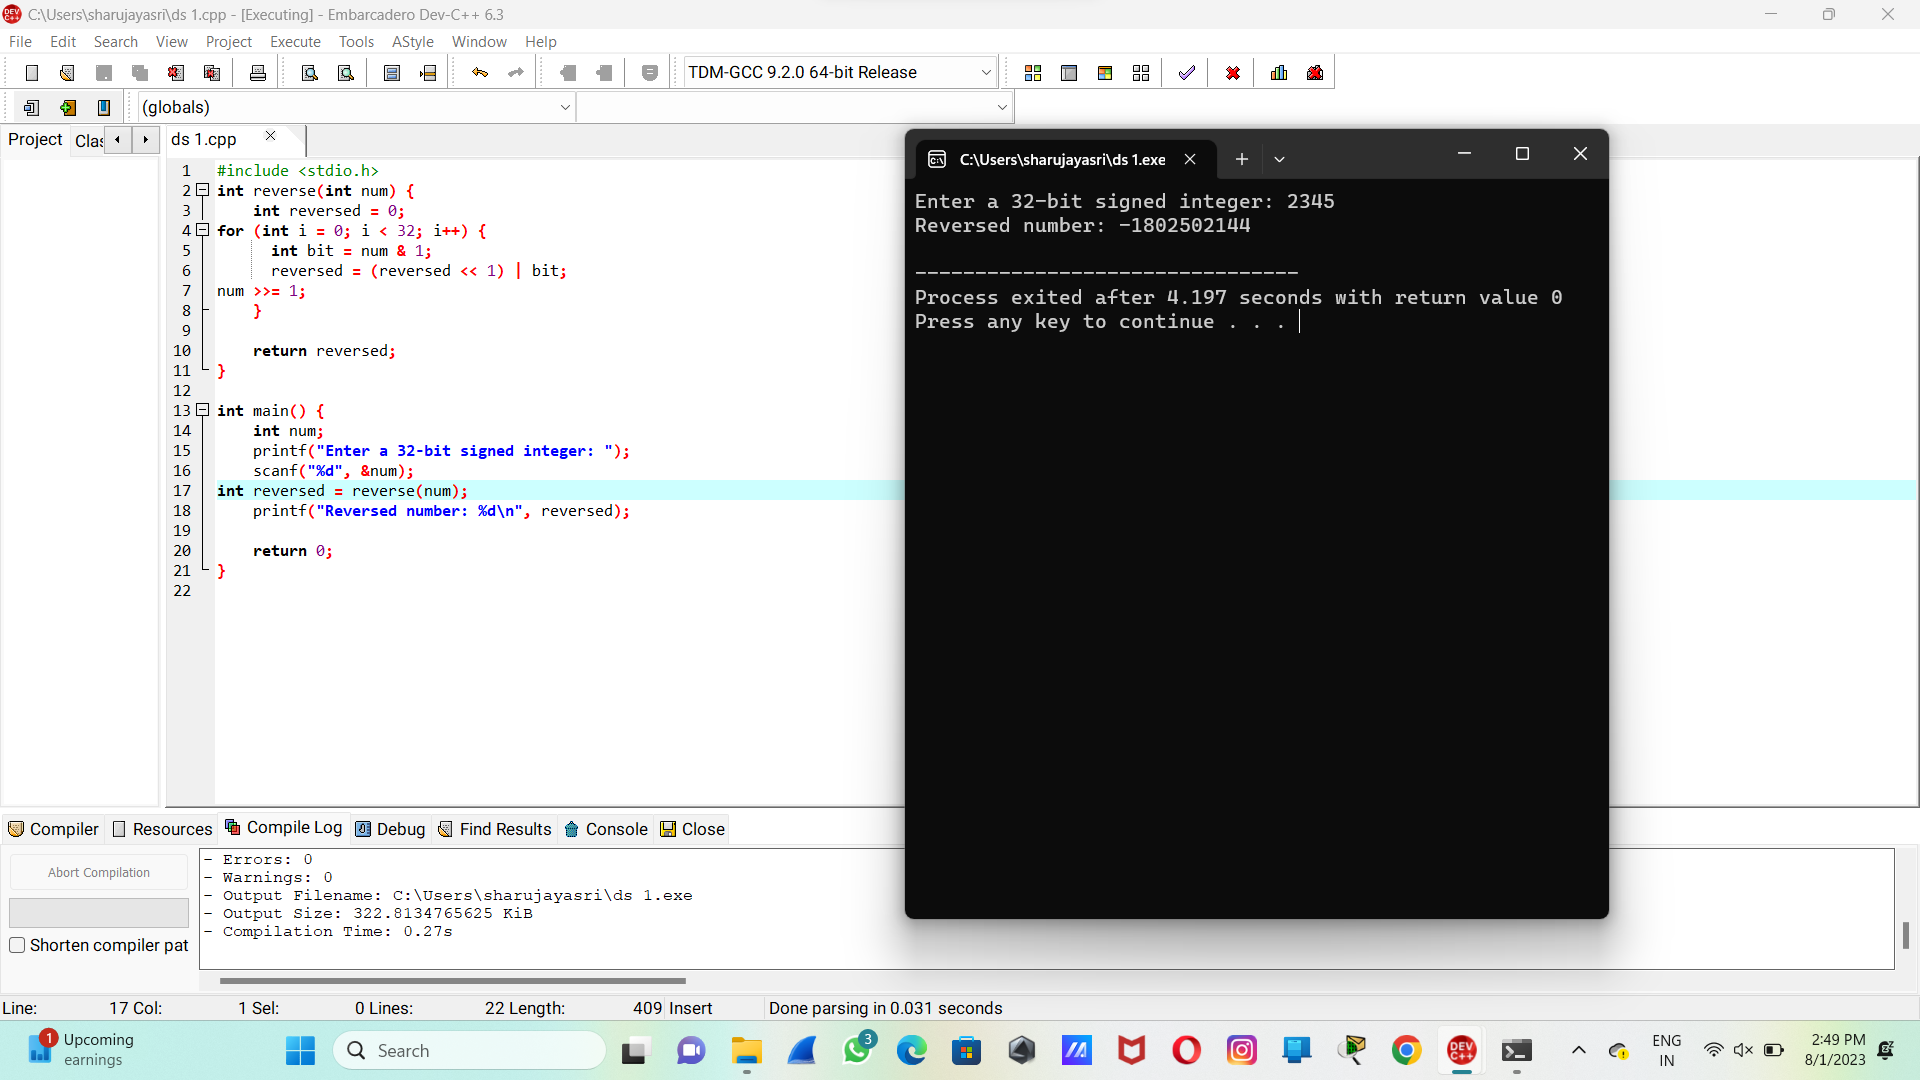 C:\Users\sharujayasri\ds 1.cpp - [Executing] - Embarcadero Dev-C++ 6.3
File Edit Search View Project Execute Tools AStyle Window Help
TDM-GCC 9.2.0 64-bit Release
(globals)
Project Clas
ds 1.cpp
1 #include <stdio.h>
2 int reverse(int num) {
3 int reversed = 0;
4 for (int i = 0; i < 32; i++) {
5 int bit = num & 1;
6 reversed = (reversed << 1) | bit;
7 num >>= 1;
8 }
9
10 return reversed;
11 }
12
13 int main() {
14 int num;
15 printf("Enter a 32-bit signed integer: ");
16 scanf("%d", &num);
17 int reversed = reverse(num);
18 printf("Reversed number: %d\n", reversed);
19
20 return 0;
21 }
22
C:\Users\sharujayasri\ds 1.exe
Enter a 32-bit signed integer: 2345
Reversed number: -1802502144
--------------------------------
Process exited after 4.197 seconds with return value 0
Press any key to continue . . .
Compiler Resources Compile Log Debug Find Results Console Close
Abort Compilation
Shorten compiler pat
- Errors: 0
- Warnings: 0
- Output Filename: C:\Users\sharujayasri\ds 1.exe
- Output Size: 322.8134765625 KiB
- Compilation Time: 0.27s
Line: 17 Col: 1 Sel: 0 Lines: 22 Length: 409 Insert Done parsing in 0.031 seconds
1
Upcoming
earnings
Search
3
DEV
C++
ENG
IN
2:49 PM
8/1/2023